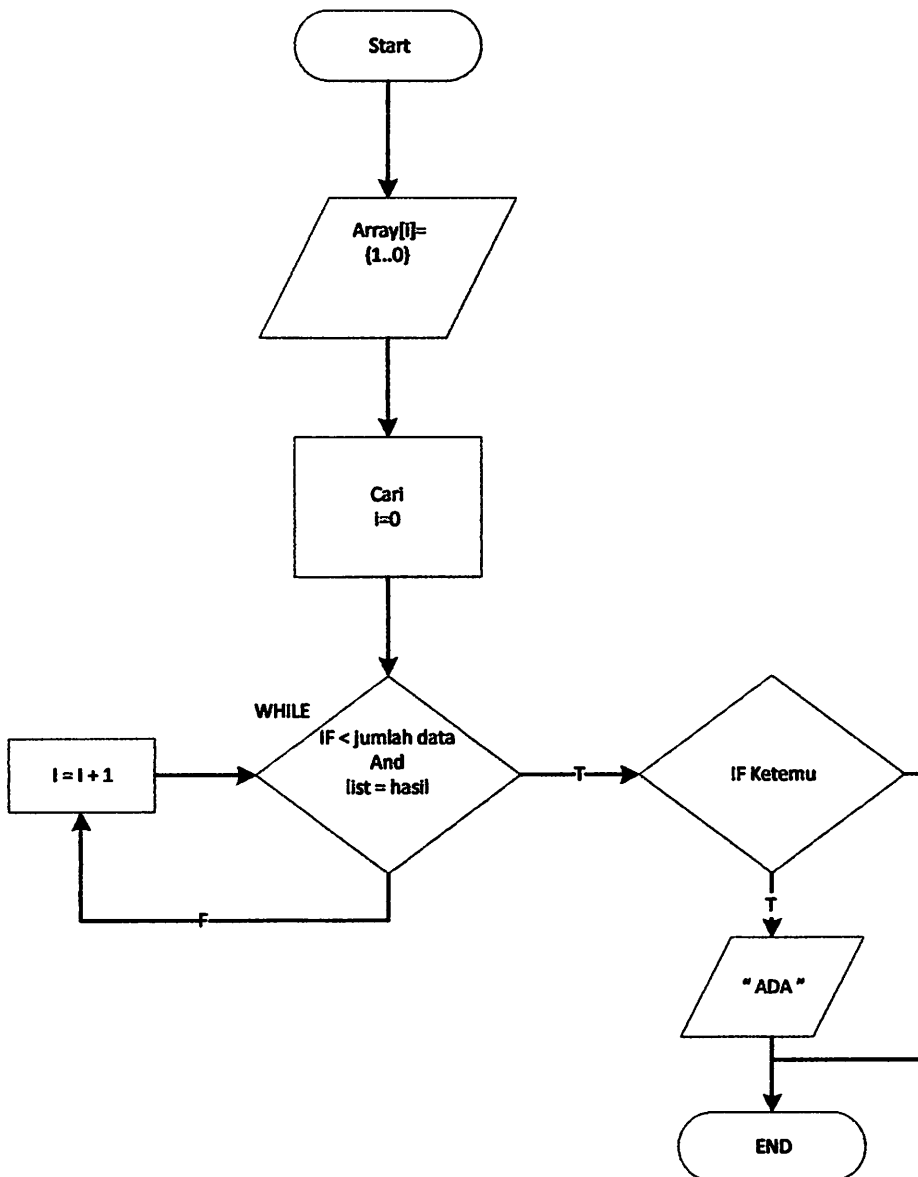 Start
Array[i]=
{1..0}
Cari
i=0
WHILE
IF < jumlah data
And
list = hasil
I = I + 1
T
IF Ketemu
F
T
" ADA "
END